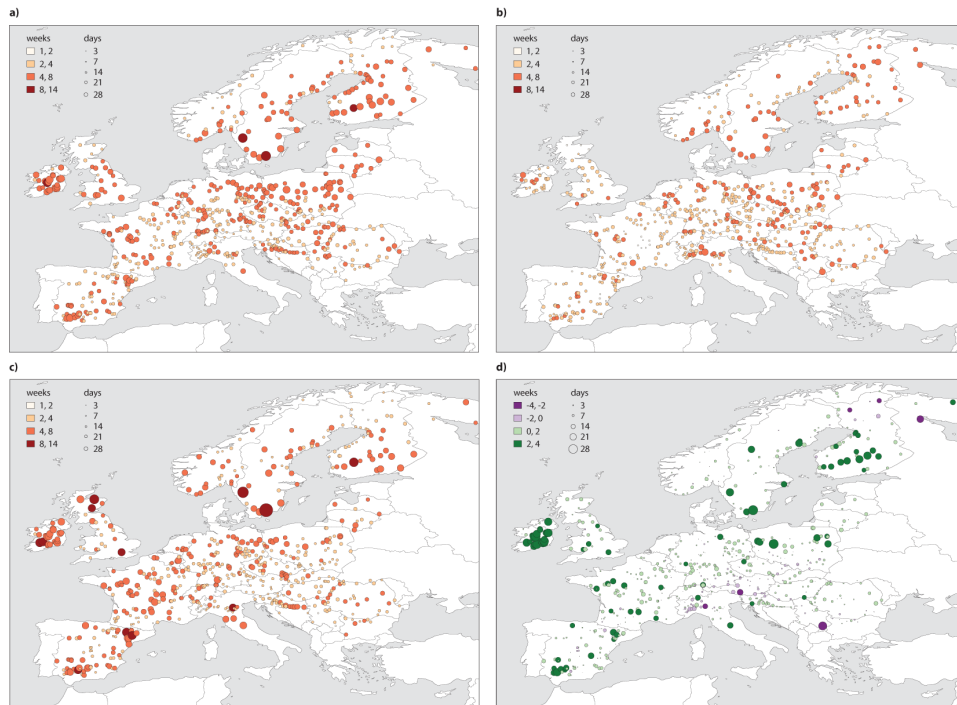 a)
weeks days
1, 2 3
2, 4 7
4, 8 14
8, 14 21
28
b)
weeks days
1, 2 3
2, 4 7
4, 8 14
8, 14 21
28
c)
weeks days
1, 2 3
2, 4 7
4, 8 14
8, 14 21
28
d)
weeks days
-4, -2 3
-2, 0 7
0, 2 14
2, 4 21
28